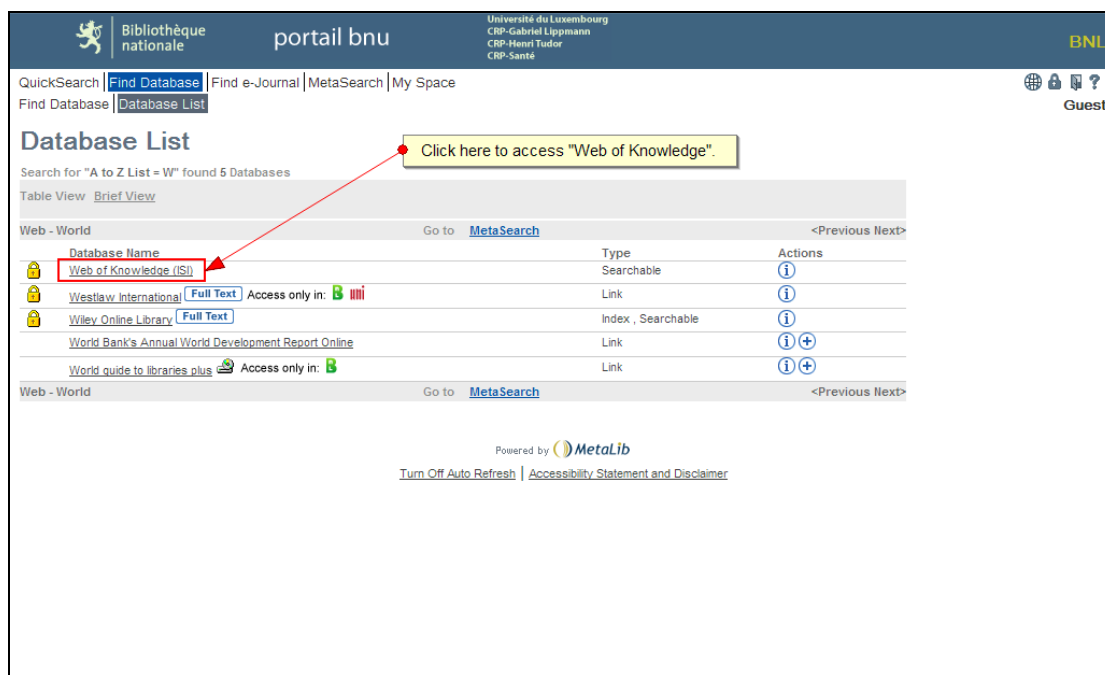 Bibliothèque nationale
portail bnu
Université du Luxembourg
CRP-Gabriel Lippmann
CRP-Henri Tudor
CRP-Santé
BNL
QuickSearch Find Database Find e-Journal MetaSearch My Space
Find Database Database List
Guest
Database List
Click here to access "Web of Knowledge".
Search for "A to Z List = W" found 5 Databases
Table View Brief View
Web - World Go to MetaSearch <Previous Next>
Database Name Type Actions
Web of Knowledge (ISI) Searchable
Westlaw International Full Text Access only in: Link
Wiley Online Library Full Text Index , Searchable
World Bank's Annual World Development Report Online Link
World guide to libraries plus Access only in: Link
Web - World Go to MetaSearch <Previous Next>
Powered by MetaLib
Turn Off Auto Refresh Accessibility Statement and Disclaimer